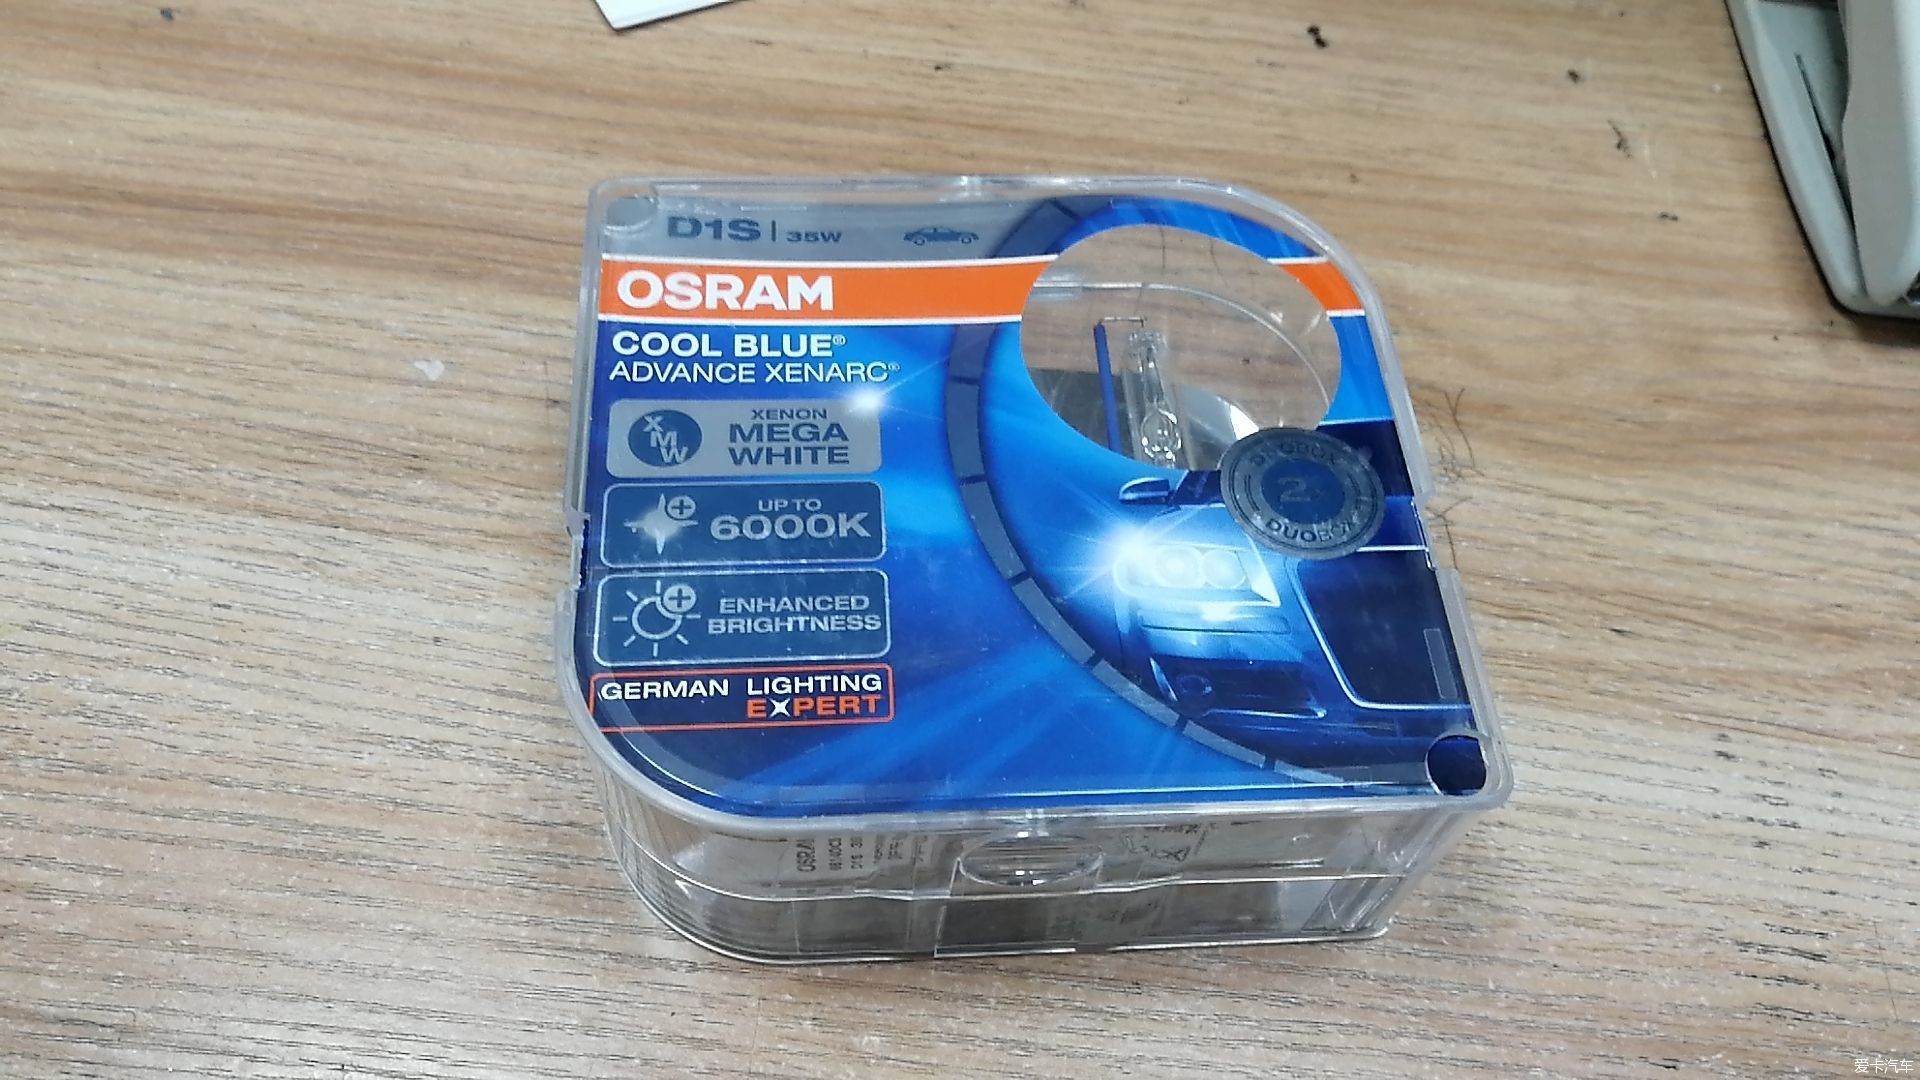 D1S | 35W
OSRAM
COOL BLUE®
ADVANCE XENARC®
XMW
XENON
MEGA
WHITE
UP TO
6000K
ENHANCED
BRIGHTNESS
GERMAN LIGHTING
EXPERT
DUOBOX
2x
DUOBOX
爱卡汽车